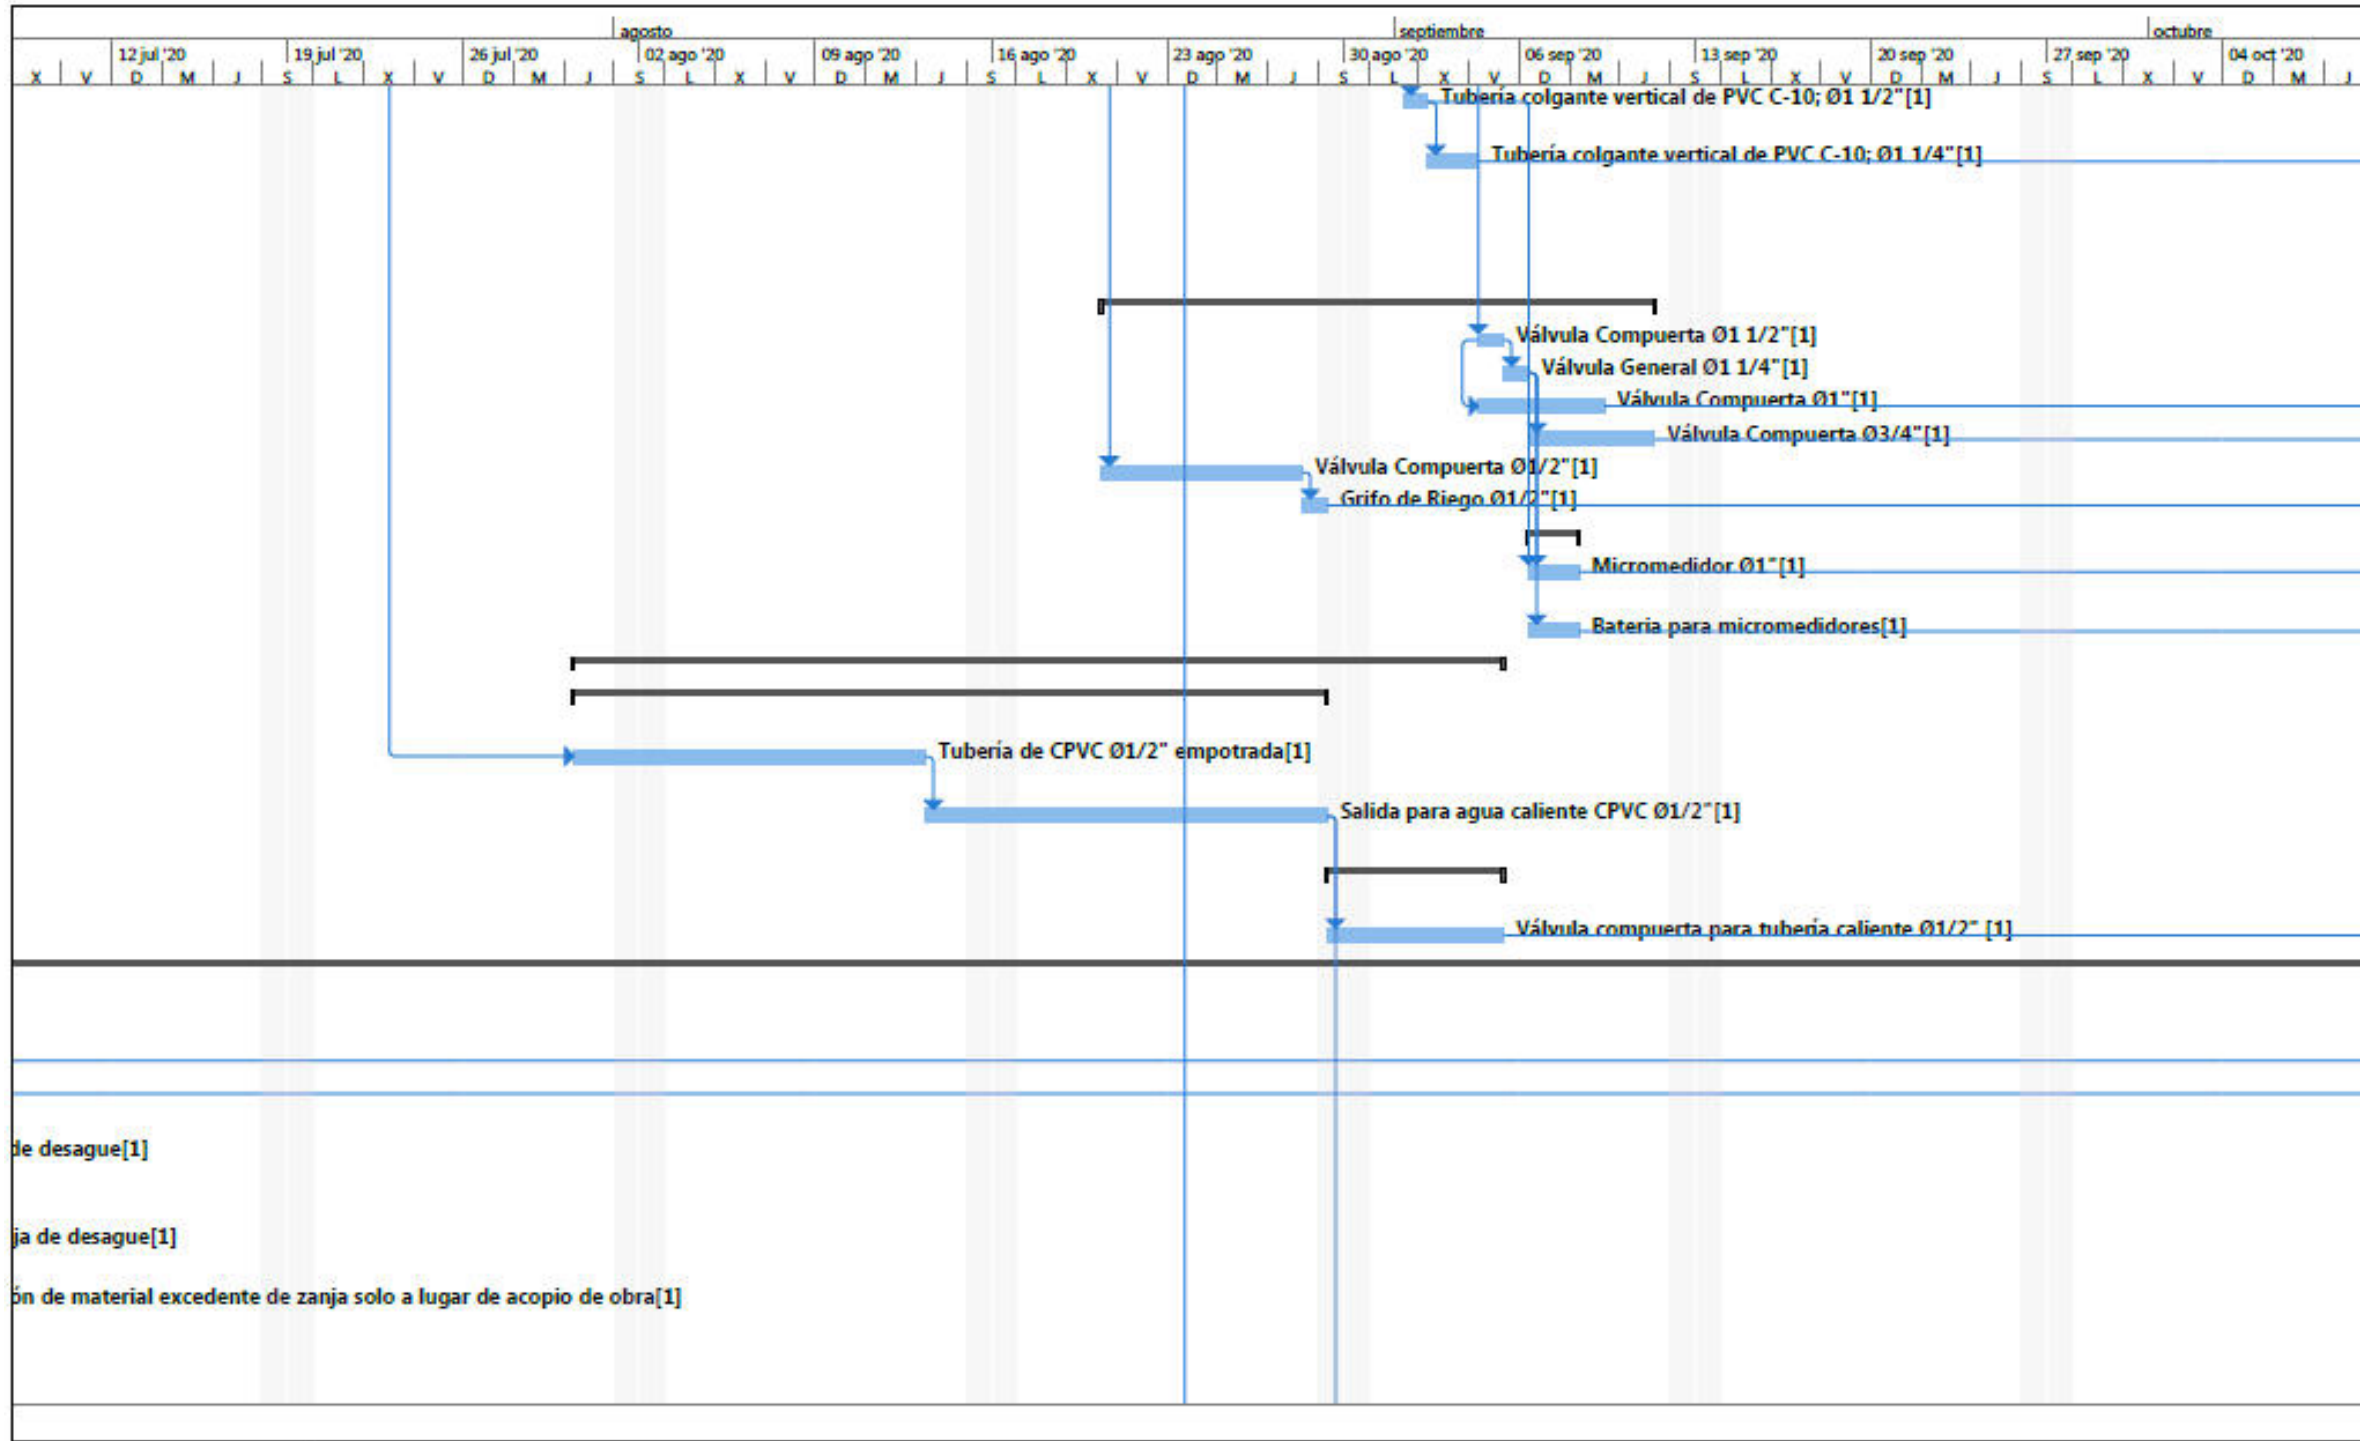 agosto septiembre octubre
12 jul '20 19 jul '20 26 jul '20 02 ago '20 09 ago '20 16 ago '20 23 ago '20 30 ago '20 06 sep '20 13 sep '20 20 sep '20 27 sep '20 04 oct '20
X V D M J S L X V D M J S L X V D M J S L X V D M J S L X V D M J S L X V D M J S L X V D M J
Tubería colgante vertical de PVC C-10; Ø1 1/2"[1]
Tubería colgante vertical de PVC C-10; Ø1 1/4"[1]
Válvula Compuerta Ø1 1/2"[1]
Válvula General Ø1 1/4"[1]
Válvula Compuerta Ø1"[1]
Válvula Compuerta Ø3/4"[1]
Válvula Compuerta Ø1/2"[1]
Grifo de Riego Ø1/2"[1]
Micromedidor Ø1"[1]
Bateria para micromedidores[1]
Tubería de CPVC Ø1/2" empotrada[1]
Salida para agua caliente CPVC Ø1/2"[1]
Válvula compuerta para tubería caliente Ø1/2" [1]
de desague[1]
ja de desague[1]
ón de material excedente de zanja solo a lugar de acopio de obra[1]